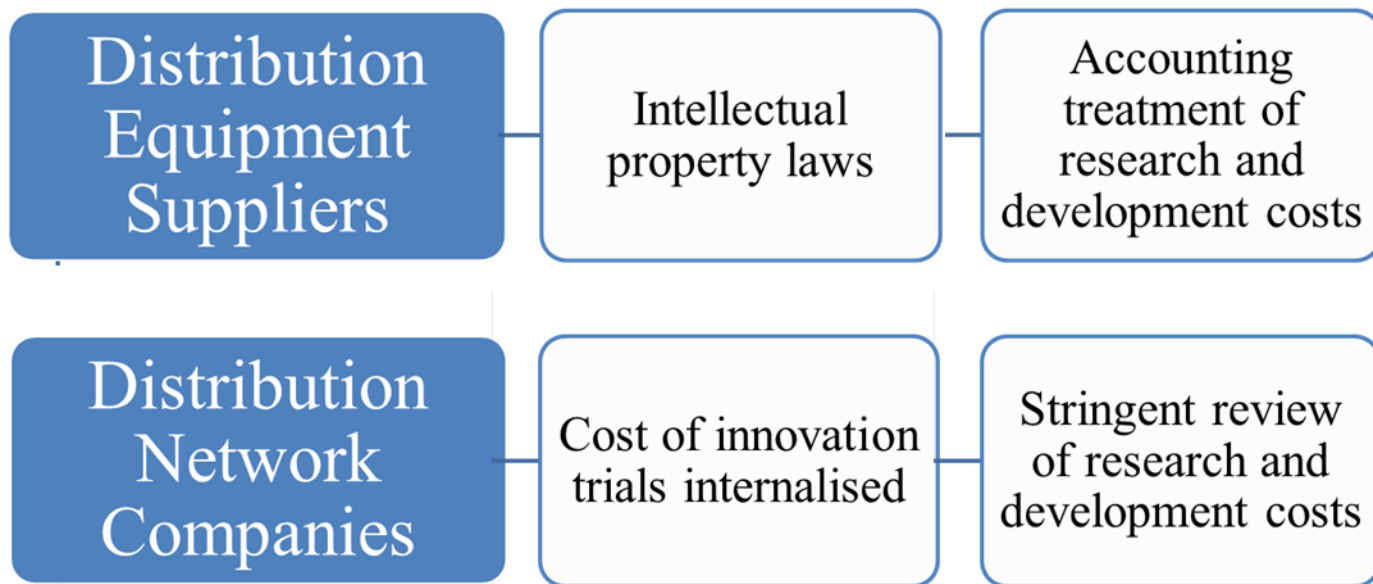 Distribution
Equipment
Suppliers
Intellectual
property laws
Accounting
treatment of
research and
development costs
Distribution
Network
Companies
Cost of innovation
trials internalised
Stringent review
of research and
development costs